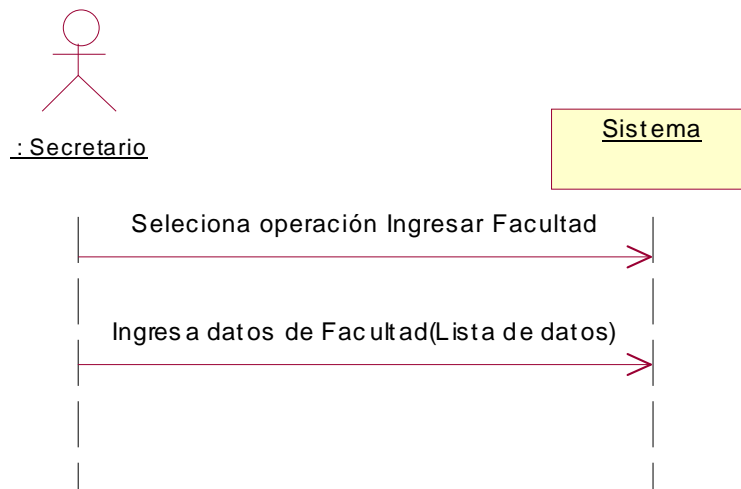 : Secretario
Sistema
Seleciona operación Ingresar Facultad
Ingresa datos de Facultad(Lista de datos)